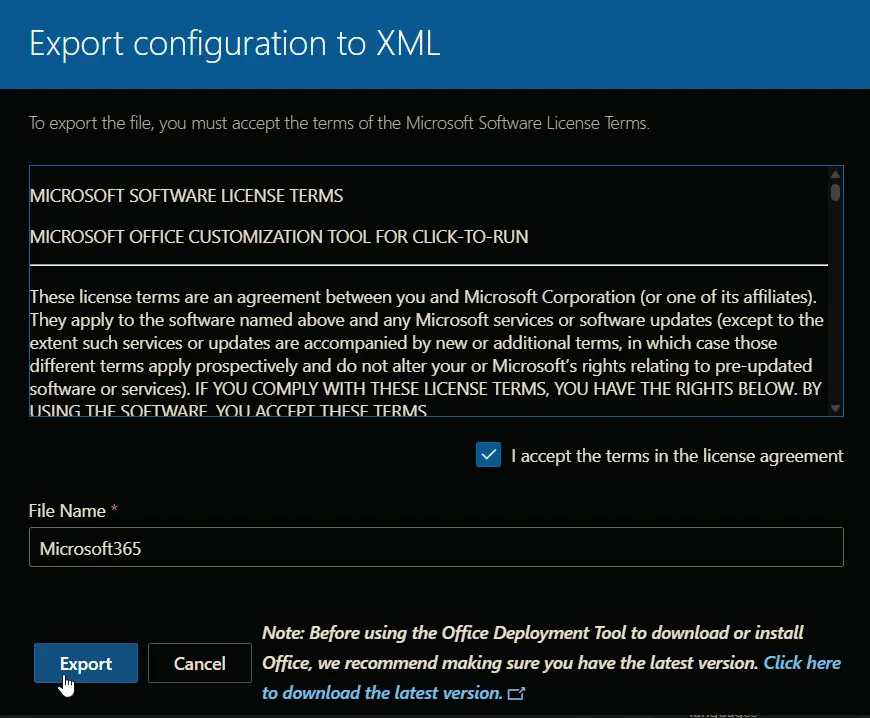 Export configuration to XML
To export the file, you must accept the terms of the Microsoft Software License Terms.
MICROSOFT SOFTWARE LICENSE TERMS
MICROSOFT OFFICE CUSTOMIZATION TOOL FOR CLICK-TO-RUN
These license terms are an agreement between you and Microsoft Corporation (or one of its affiliates).
They apply to the software named above and any Microsoft services or software updates (except to the
extent such services or updates are accompanied by new or additional terms, in which case those
different terms apply prospectively and do not alter your or Microsoft’s rights relating to pre-updated
software or services). IF YOU COMPLY WITH THESE LICENSE TERMS, YOU HAVE THE RIGHTS BELOW. BY
USING THE SOFTWARE, YOU ACCEPT THESE TERMS
I accept the terms in the license agreement
File Name *
Microsoft365
Export
Cancel
Note: Before using the Office Deployment Tool to download or install
Office, we recommend making sure you have the latest version. Click here
to download the latest version.
languages